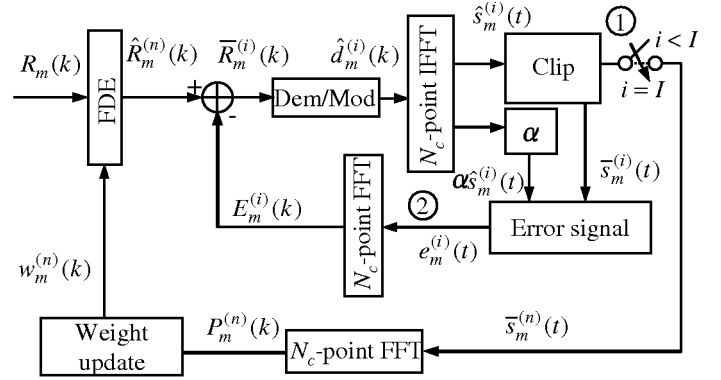 R_m(k)
FDE
R̂_m^(n)(k)
+
-
R̄_m^(i)(k)
Dem/Mod
d̂_m^(i)(k)
N_c-point IFFT
ŝ_m^(i)(t)
Clip
①
i < I
i = I
α
αŝ_m^(i)(t)
s̄_m^(i)(t)
Error signal
②
e_m^(i)(t)
N_c-point FFT
E_m^(i)(k)
w_m^(n)(k)
Weight
update
P_m^(n)(k)
N_c-point FFT
s̄_m^(n)(t)